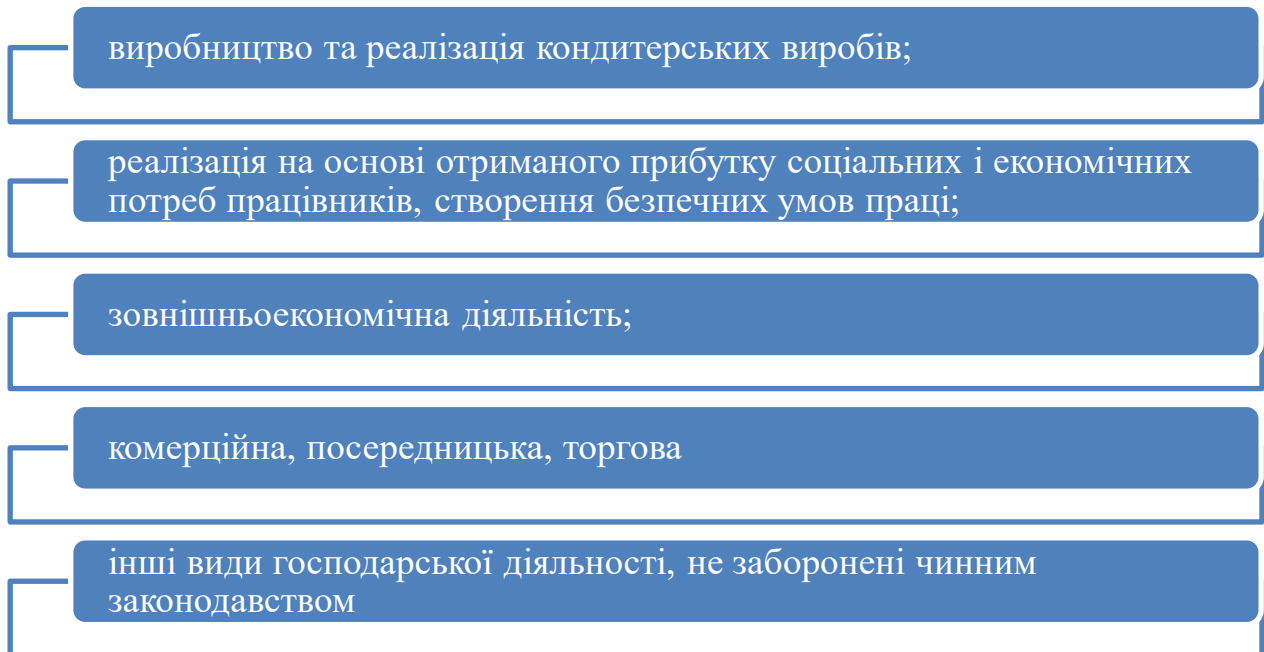 виробництво та реалізація кондитерських виробів;
реалізація на основі отриманого прибутку соціальних і економічних
потреб працівників, створення безпечних умов праці;
зовнішньоекономічна діяльність;
комерційна, посередницька, торгова
інші види господарської діяльності, не заборонені чинним
законодавством